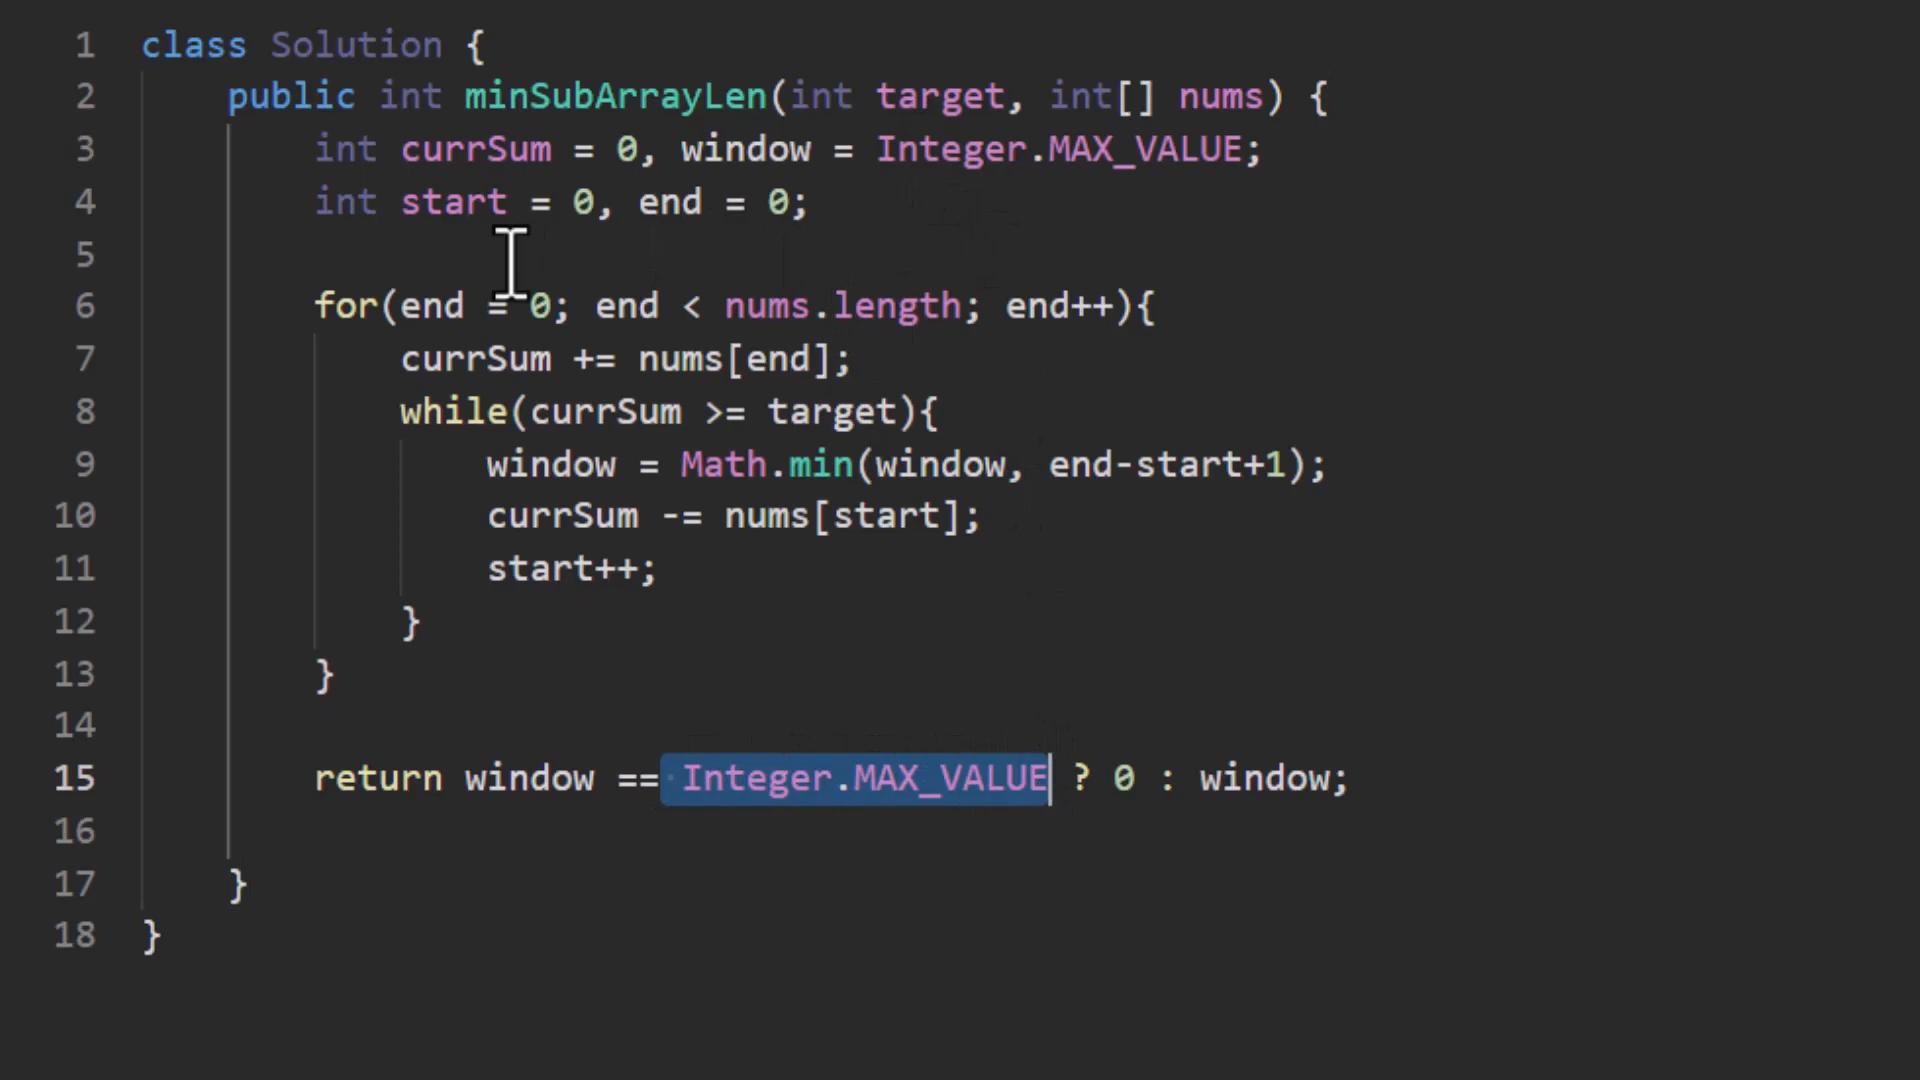 1 class Solution {
2 public int minSubArrayLen(int target, int[] nums) {
3 int currSum = 0, window = Integer.MAX_VALUE;
4 int start = 0, end = 0;
5
6 for(end = 0; end < nums.length; end++){
7 currSum += nums[end];
8 while(currSum >= target){
9 window = Math.min(window, end-start+1);
10 currSum -= nums[start];
11 start++;
12 }
13 }
14
15 return window == Integer.MAX_VALUE ? 0 : window;
16
17 }
18 }